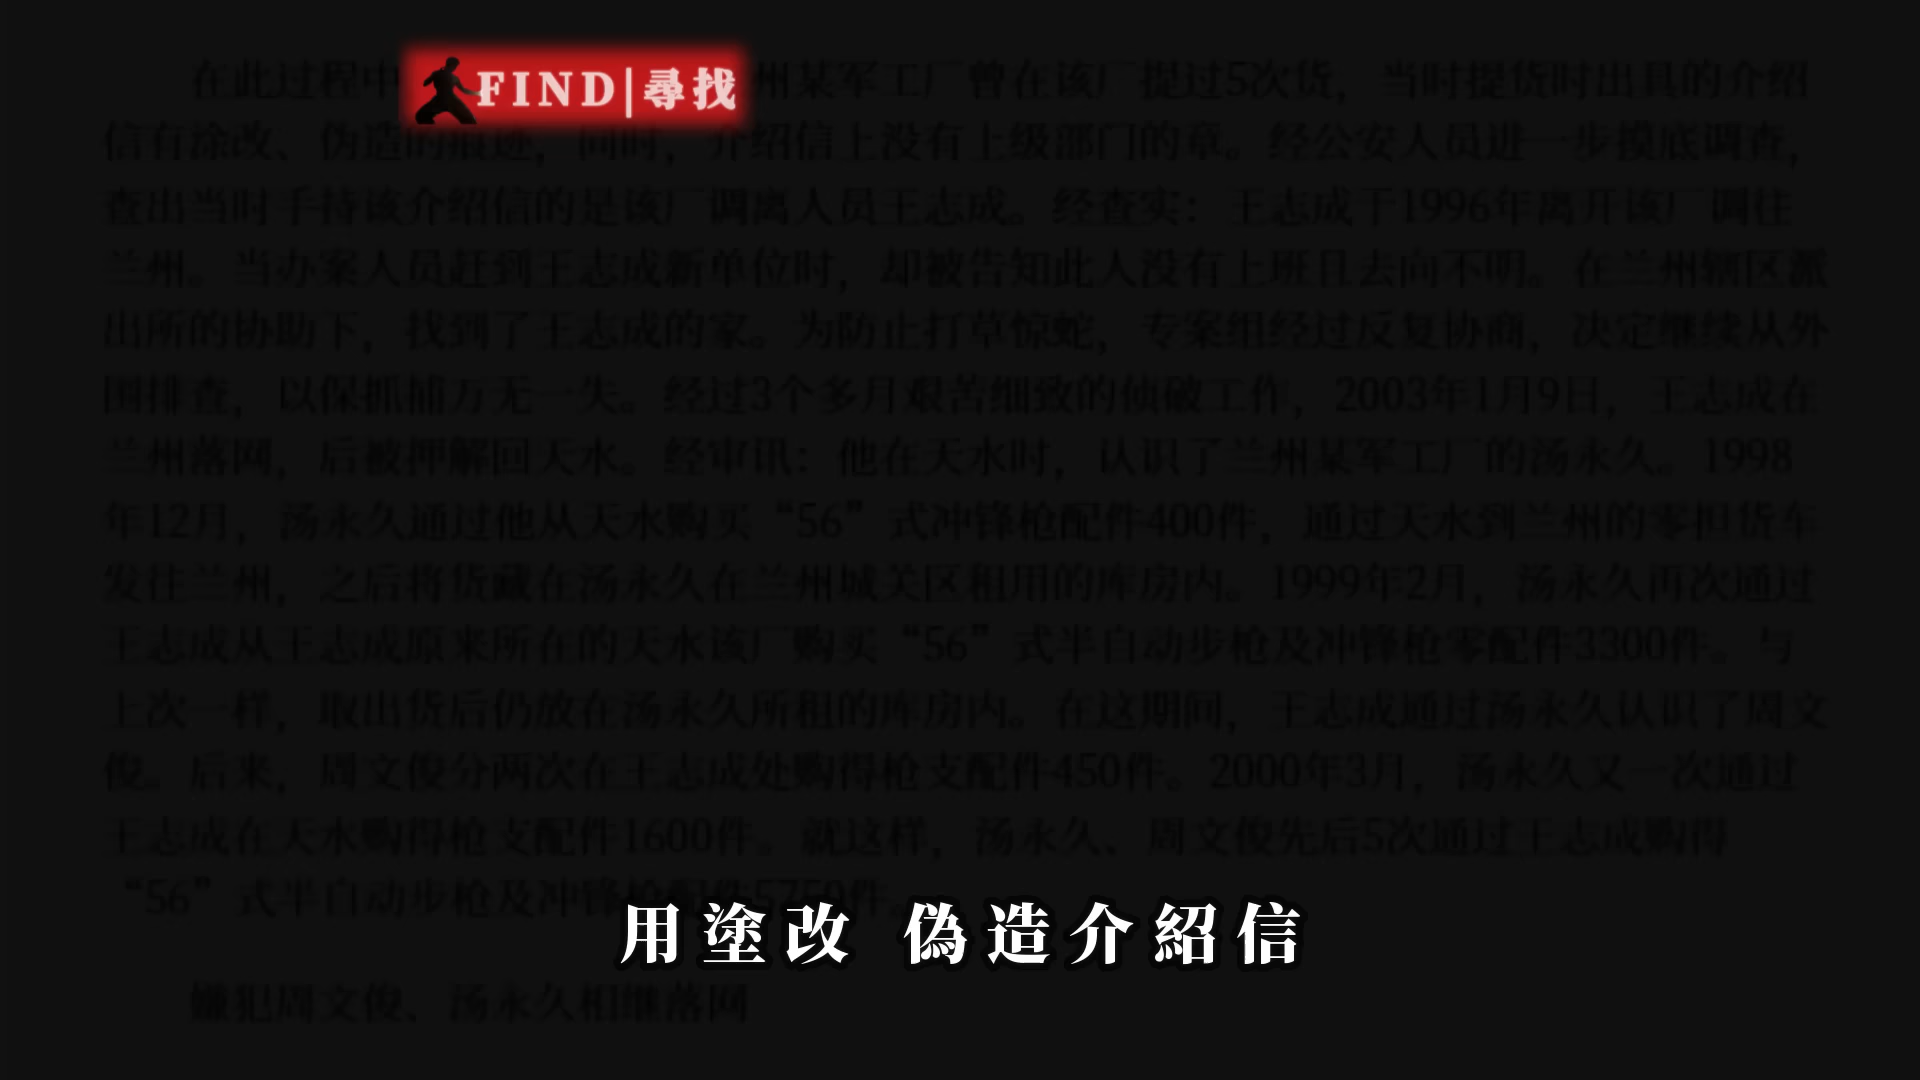 FIND|尋找
在此过程中 州某军工厂曾在该厂提过5次货，当时提货时出具的介绍
信有涂改、伪造的痕迹，同时，介绍信上没有上级部门的章。经公安人员进一步摸底调查，
查出当时手持该介绍信的是该厂调离人员王志成。经查实：王志成于1996年离开该厂调往
兰州。当办案人员赶到王志成新单位时，却被告知此人没有上班且去向不明。在兰州辖区派
出所的协助下，找到了王志成的家。为防止打草惊蛇，专案组经过反复协商，决定继续从外
围排查，以保抓捕万无一失。经过3个多月艰苦细致的侦破工作，2003年1月9日，王志成在
兰州落网，后被押解回天水。经审讯：他在天水时，认识了兰州某军工厂的汤永久。1998
年12月，汤永久通过他从天水购买“56”式冲锋枪配件400件，通过天水到兰州的零担货车
发往兰州，之后将货藏在汤永久在兰州城关区租用的库房内。1999年2月，汤永久再次通过
王志成从王志成原来所在的天水该厂购买“56”式半自动步枪及冲锋枪零配件3300件。与
上次一样，取出货后仍放在汤永久所租的库房内。在这期间，王志成通过汤永久认识了周文
俊。后来，周文俊分两次在王志成处购得枪支配件450件。2000年3月，汤永久又一次通过
王志成在天水购得枪支配件1600件。就这样，汤永久、周文俊先后5次通过王志成购得
“56”式半自动步枪及冲锋枪配件5750件。
用塗改 偽造介紹信
嫌犯周文俊、汤永久相继落网